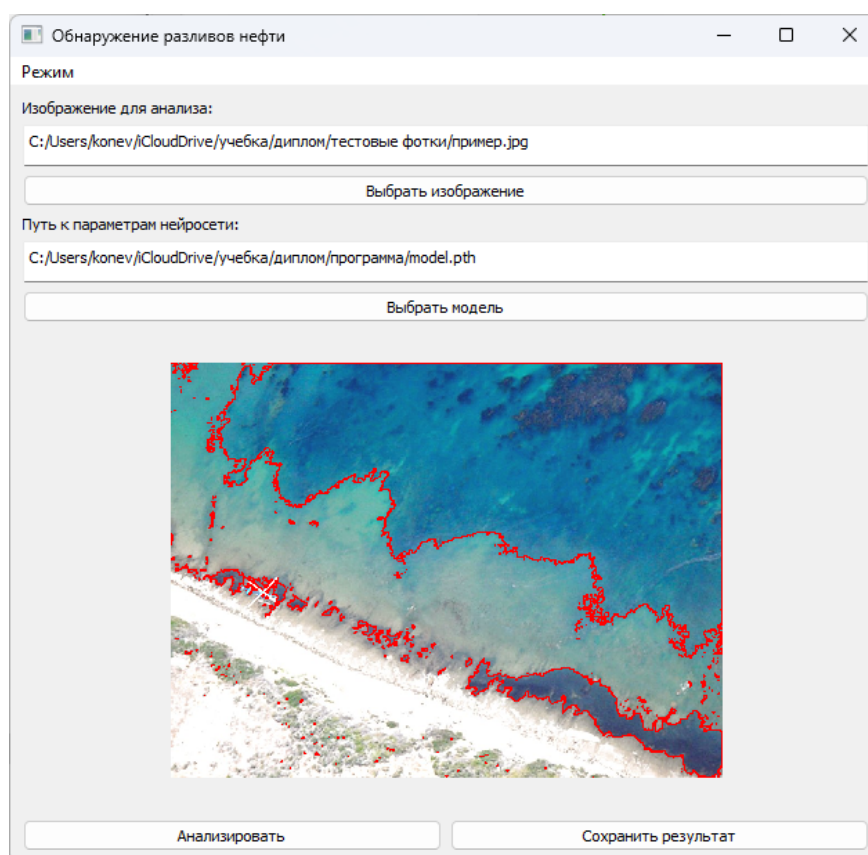 Обнаружение разливов нефти
Режим
Изображение для анализа:
C:/Users/konev/iCloudDrive/учебка/диплом/тестовые фотки/пример.jpg
Выбрать изображение
Путь к параметрам нейросети:
C:/Users/konev/iCloudDrive/учебка/диплом/программа/model.pth
Выбрать модель
Анализировать
Сохранить результат